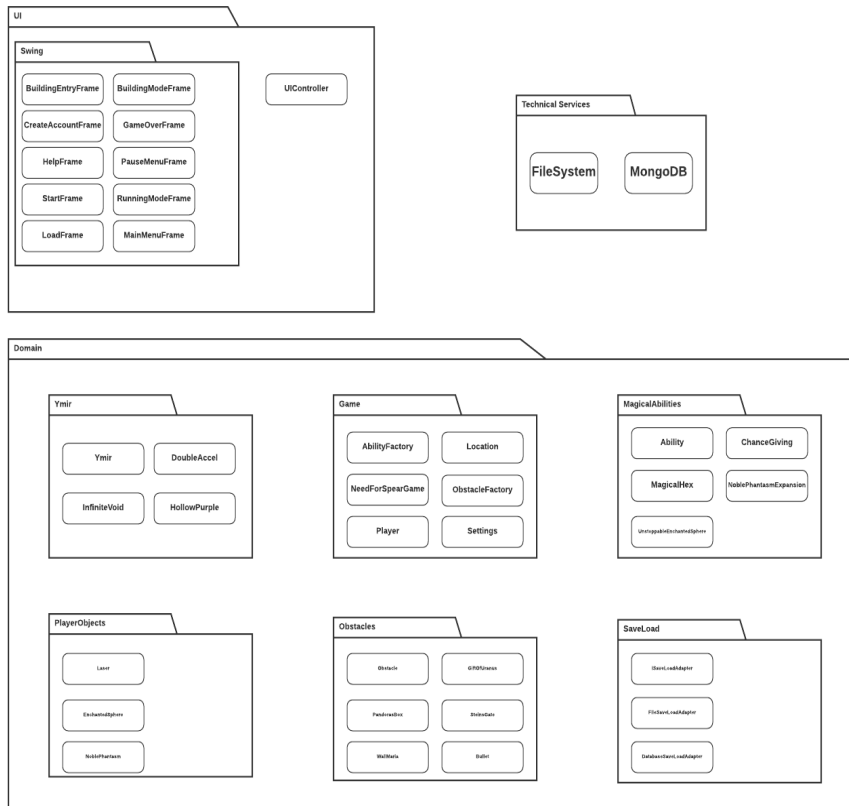 UI
Swing
BuildingEntryFrame BuildingModeFrame UIController
CreateAccountFrame GameOverFrame
HelpFrame PauseMenuFrame
StartFrame RunningModeFrame
LoadFrame MainMenuFrame
Technical Services
FileSystem MongoDB
Domain
Ymir
Ymir DoubleAccel
InfiniteVoid HollowPurple
Game
AbilityFactory Location
NeedForSpearGame ObstacleFactory
Player Settings
MagicalAbilities
Ability ChanceGiving
MagicalHex NoblePhantasmExpansion
UnstoppableEnchantedSphere
PlayerObjects
Laser
EnchantedSphere
NoblePhantasm
Obstacles
Obstacle GiftOfUranus
PandorasBox SteinsGate
WallMaria Bullet
SaveLoad
ISaveLoadAdapter
FileSaveLoadAdapter
DatabaseSaveLoadAdapter